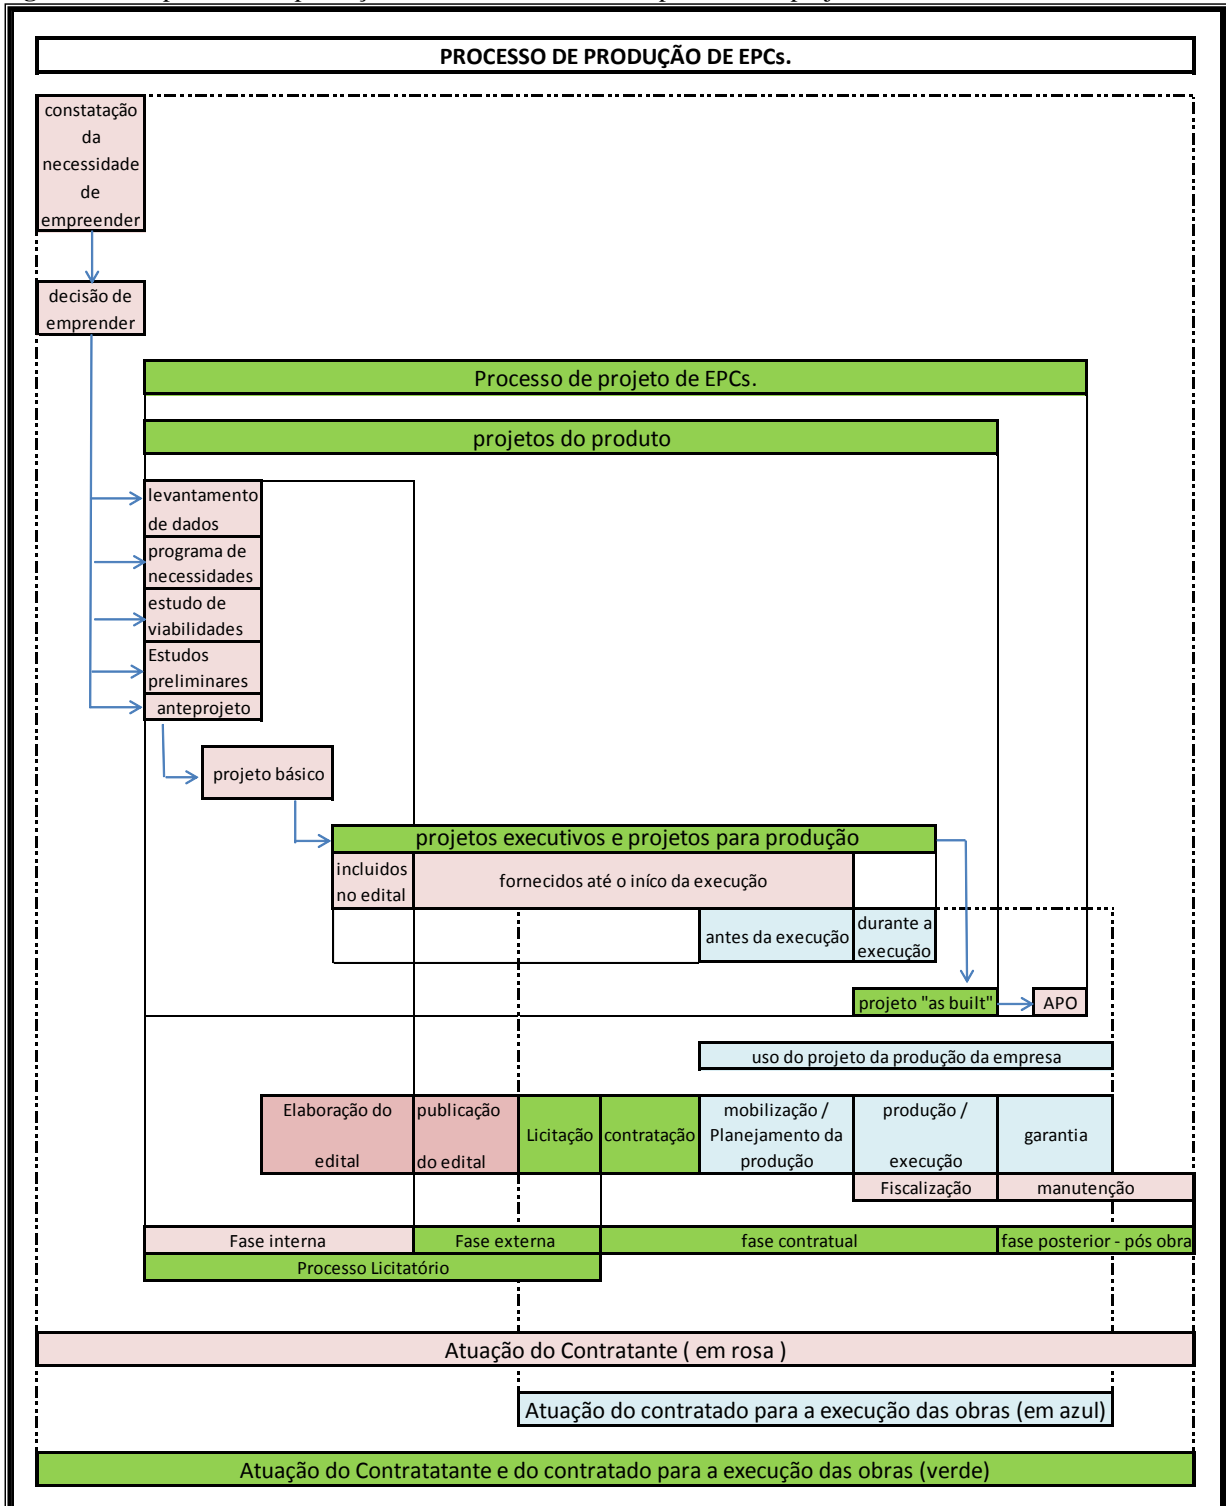 PROCESSO DE PRODUÇÃO DE EPCs.
constatação
da
necessidade
de
empreender
decisão de
emprender
Processo de projeto de EPCs.
projetos do produto
levantamento
de dados
programa de
necessidades
estudo de
viabilidades
Estudos
preliminares
anteprojeto
projeto básico
projetos executivos e projetos para produção
incluidos
no edital
fornecidos até o iníco da execução
antes da execução
durante a
execução
projeto "as built"
APO
uso do projeto da produção da empresa
Elaboração do
edital
publicação
do edital
Licitação
contratação
mobilização /
Planejamento da
produção
produção /
execução
garantia
Fiscalização
manutenção
Fase interna
Fase externa
fase contratual
fase posterior - pós obra
Processo Licitatório
Atuação do Contratante ( em rosa )
Atuação do contratado para a execução das obras (em azul)
Atuação do Contratatante e do contratado para a execução das obras (verde)